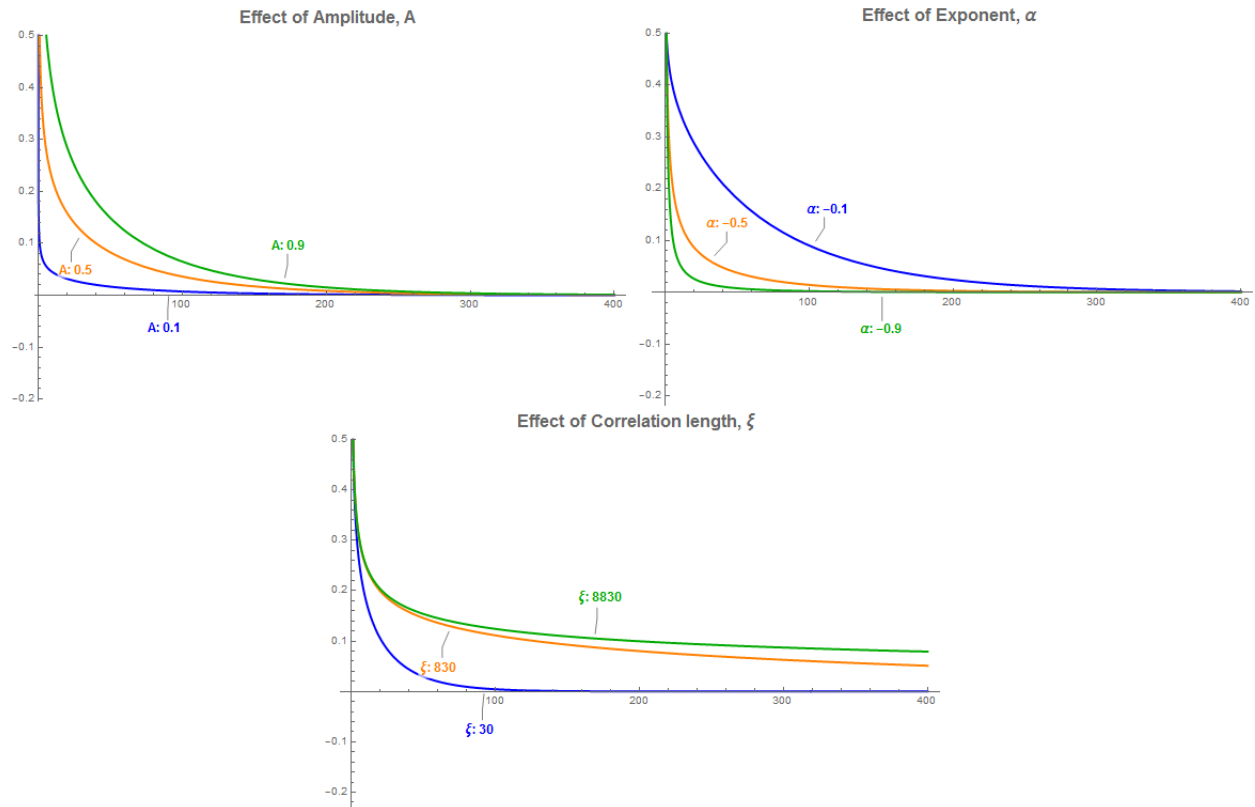 Effect of Amplitude, A
0.5
0.4
0.3
0.2
0.1
−0.1
−0.2
100
200
300
400
A: 0.9
A: 0.5
A: 0.1
Effect of Exponent, α
0.5
0.4
0.3
0.2
0.1
−0.1
−0.2
100
200
300
400
α: −0.1
α: −0.5
α: −0.9
Effect of Correlation length, ξ
0.5
0.4
0.3
0.2
0.1
−0.1
−0.2
100
200
300
400
ξ: 8830
ξ: 830
ξ: 30